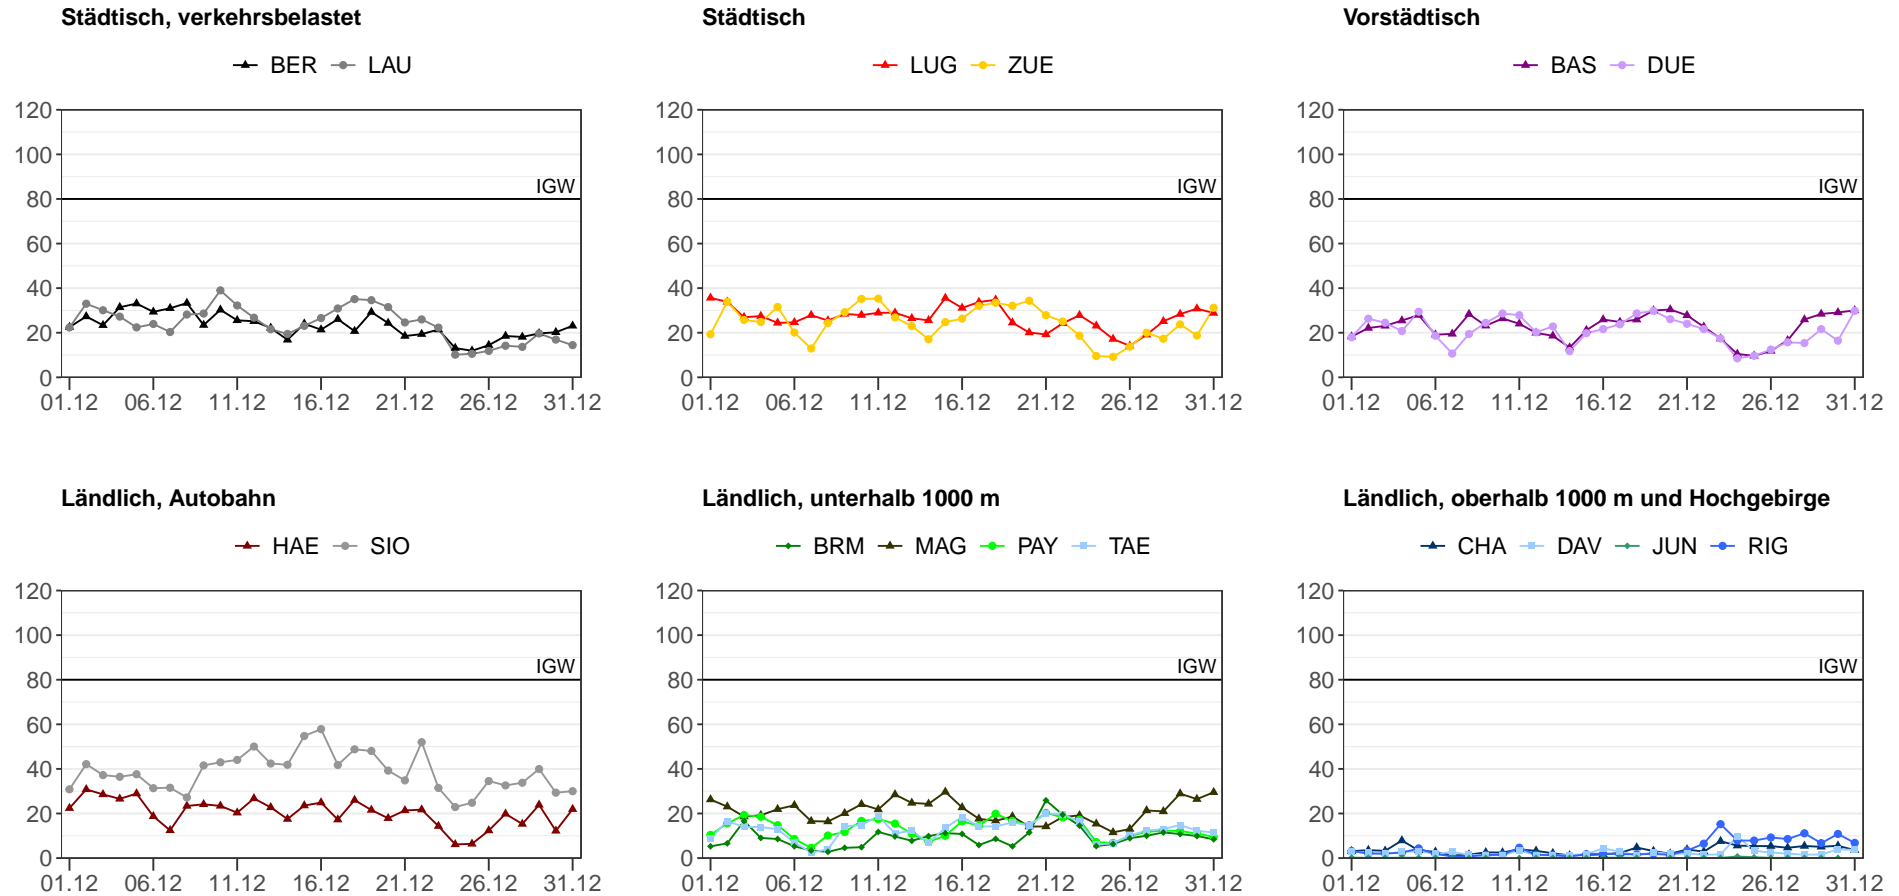 Städtisch, verkehrsbelastet
BER LAU
120
100
80
60
40
20
0
IGW
01.12 06.12 11.12 16.12 21.12 26.12 31.12
Städtisch
LUG ZUE
120
100
80
60
40
20
0
IGW
01.12 06.12 11.12 16.12 21.12 26.12 31.12
Vorstädtisch
BAS DUE
120
100
80
60
40
20
0
IGW
01.12 06.12 11.12 16.12 21.12 26.12 31.12
Ländlich, Autobahn
HAE SIO
120
100
80
60
40
20
0
IGW
01.12 06.12 11.12 16.12 21.12 26.12 31.12
Ländlich, unterhalb 1000 m
BRM MAG PAY TAE
120
100
80
60
40
20
0
IGW
01.12 06.12 11.12 16.12 21.12 26.12 31.12
Ländlich, oberhalb 1000 m und Hochgebirge
CHA DAV JUN RIG
120
100
80
60
40
20
0
IGW
01.12 06.12 11.12 16.12 21.12 26.12 31.12